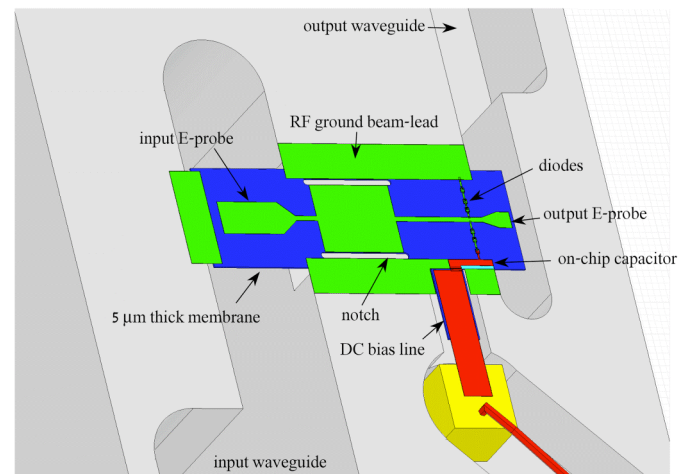 output waveguide
RF ground beam-lead
input E-probe
diodes
output E-probe
on-chip capacitor
5 μm thick membrane
notch
DC bias line
input waveguide